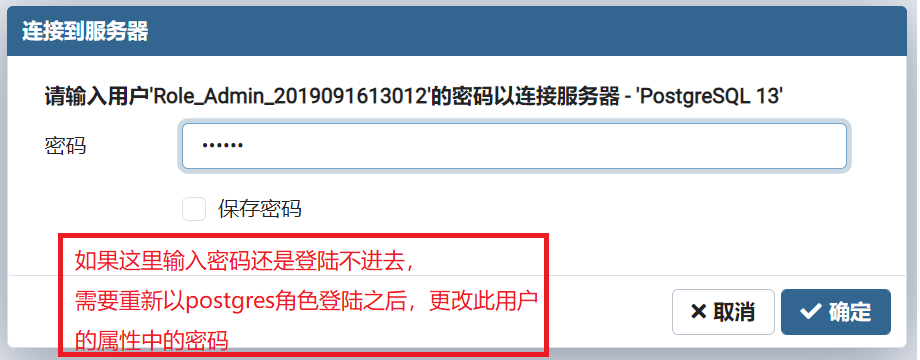 连接到服务器
请输入用户'Role_Admin_2019091613012'的密码以连接服务器 - 'PostgreSQL 13'
密码
••••••
保存密码
如果这里输入密码还是登陆不进去，
需要重新以postgres角色登陆之后，更改此用户
的属性中的密码
取消
确定